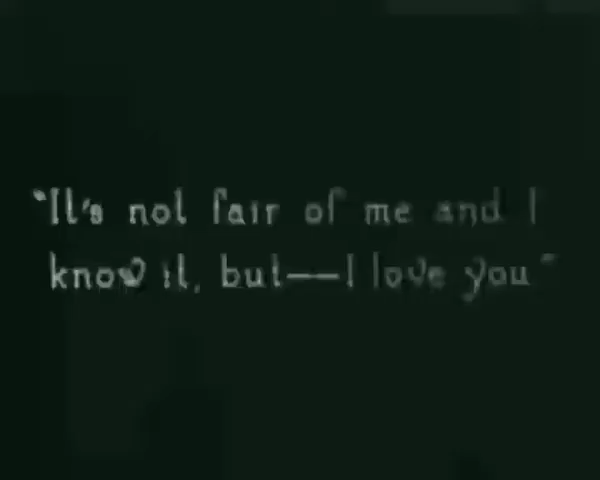 "It's not fair of me and I
know it, but——I love you"